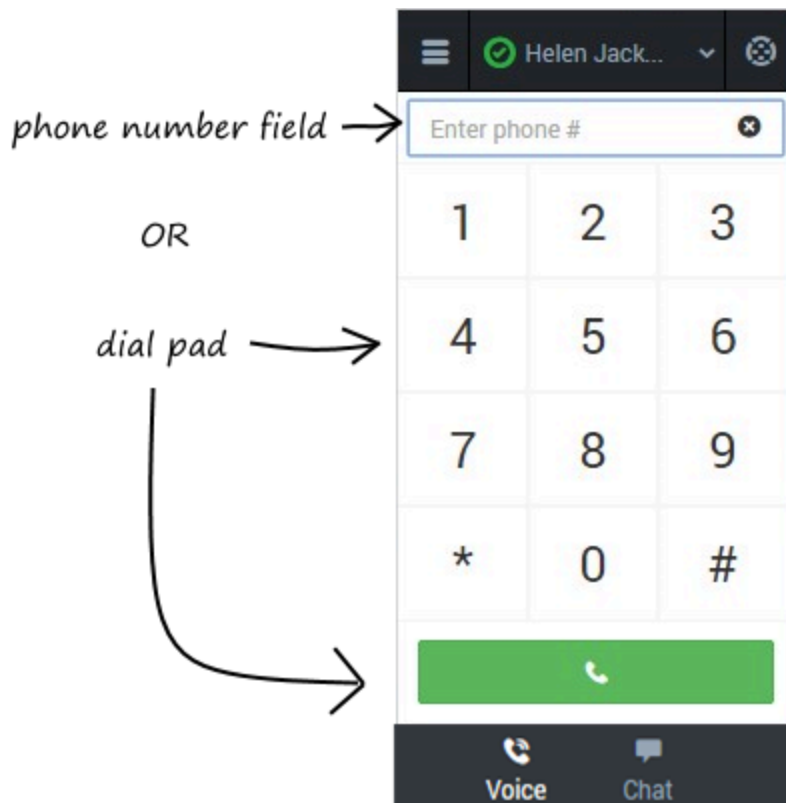 Helen Jack...
phone number field
Enter phone #
1 2 3
OR
dial pad
4 5 6
7 8 9
* 0 #
Voice Chat